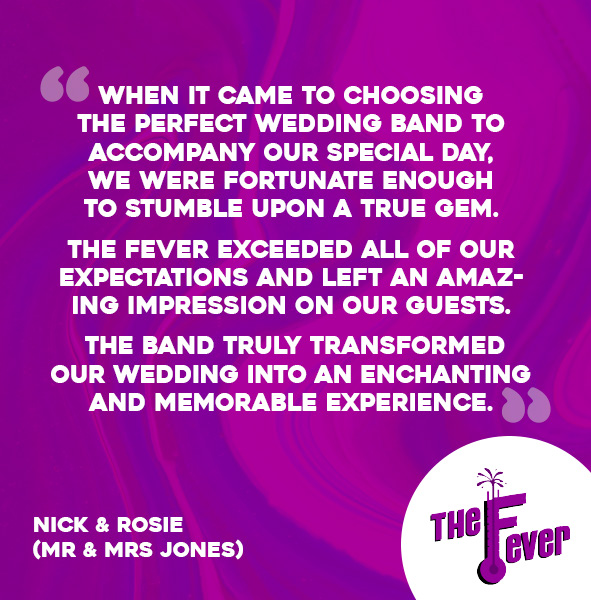 “ WHEN IT CAME TO CHOOSING
THE PERFECT WEDDING BAND TO
ACCOMPANY OUR SPECIAL DAY,
WE WERE FORTUNATE ENOUGH
TO STUMBLE UPON A TRUE GEM.
THE FEVER EXCEEDED ALL OF OUR
EXPECTATIONS AND LEFT AN AMAZ-
ING IMPRESSION ON OUR GUESTS.
THE BAND TRULY TRANSFORMED
OUR WEDDING INTO AN ENCHANTING
AND MEMORABLE EXPERIENCE. ”
NICK & ROSIE
(MR & MRS JONES)
THE Fever